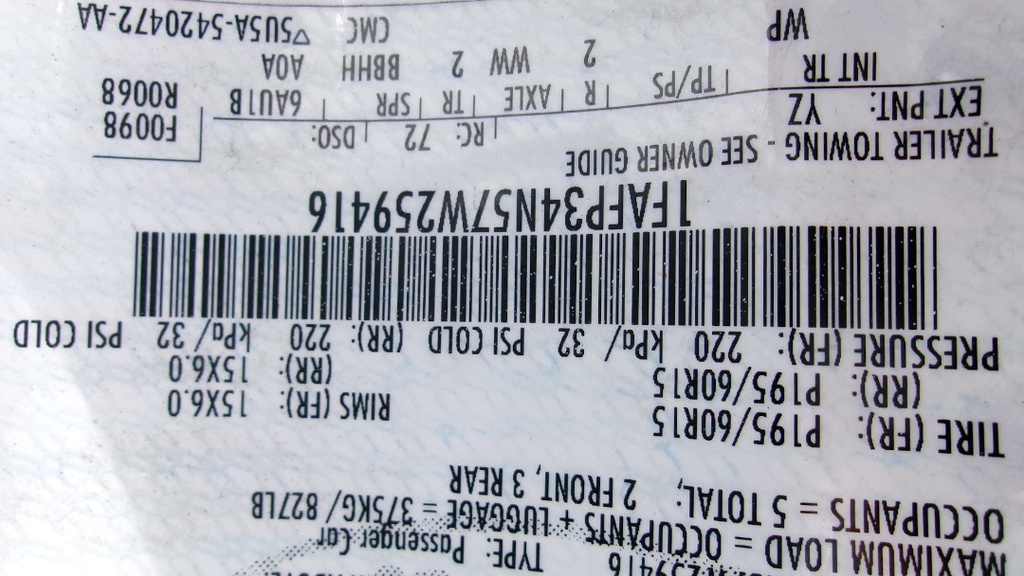 TYPE: Passenger Car
MAXIMUM LOAD = OCCUPANTS + LUGGAGE = 375KG/ 827LB
OCCUPANTS = 5 TOTAL, 2 FRONT, 3 REAR
TIRE (FR): P195/60R15 RIMS (FR): 15X6.0
(RR): P195/60R15 (RR): 15X6.0
PRESSURE (FR): 220 kPa/ 32 PSI COLD (RR): 220 kPa/ 32 PSI COLD
1FAFP34N57W259416
TRAILER TOWING - SEE OWNER GUIDE
EXT PNT: YZ RC: 72 DSO: F0098
INT TR TP/PS R AXLE TR SPR 6AU1B R0068
WP 2 WW 2 BBHH AOA
CMC ▽5U5A-5420472-AA